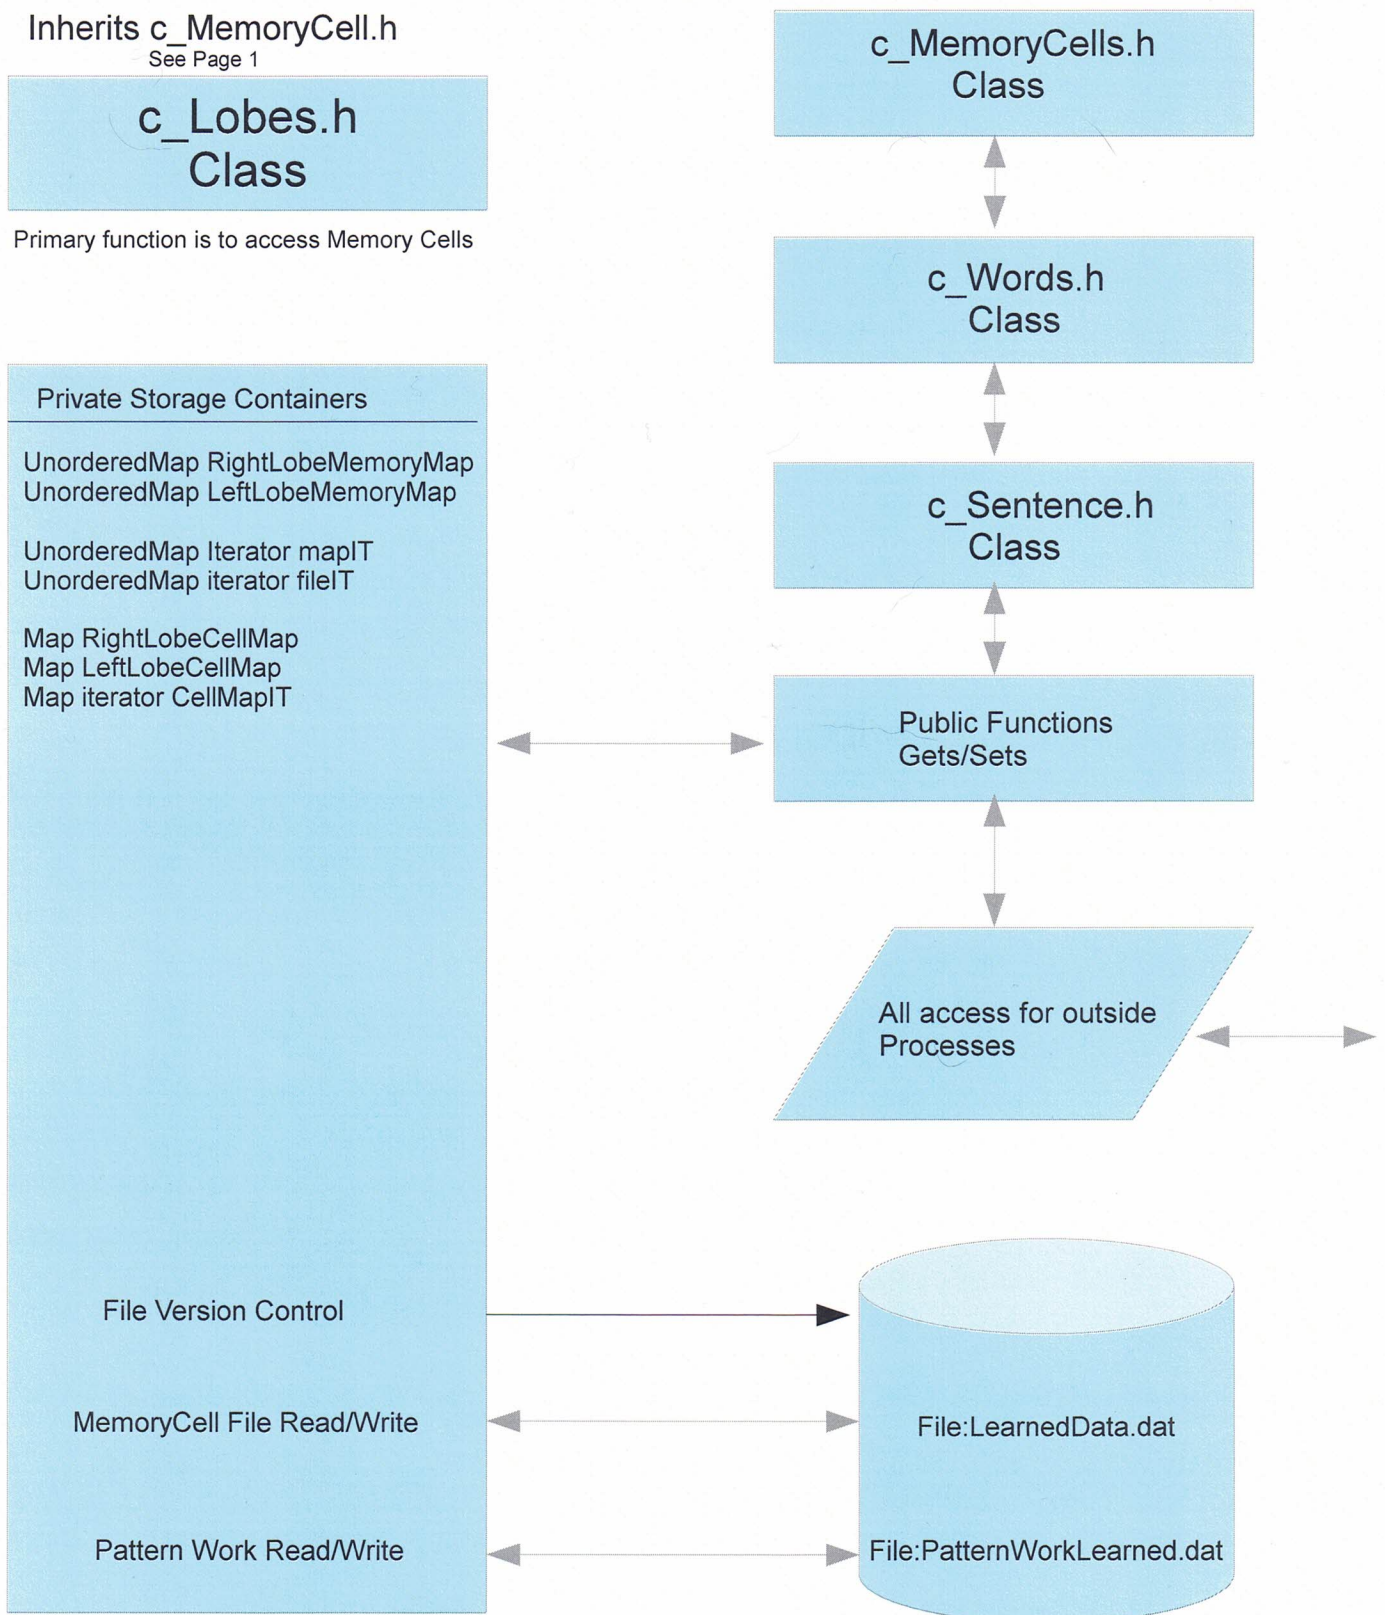 Inherits c_MemoryCell.h
See Page 1
c_Lobes.h
Class
Primary function is to access Memory Cells
Private Storage Containers
UnorderedMap RightLobeMemoryMap
UnorderedMap LeftLobeMemoryMap
UnorderedMap Iterator mapIT
UnorderedMap iterator fileIT
Map RightLobeCellMap
Map LeftLobeCellMap
Map iterator CellMapIT
File Version Control
MemoryCell File Read/Write
Pattern Work Read/Write
c_MemoryCells.h
Class
c_Words.h
Class
c_Sentence.h
Class
Public Functions
Gets/Sets
All access for outside
Processes
File:LearnedData.dat
File:PatternWorkLearned.dat